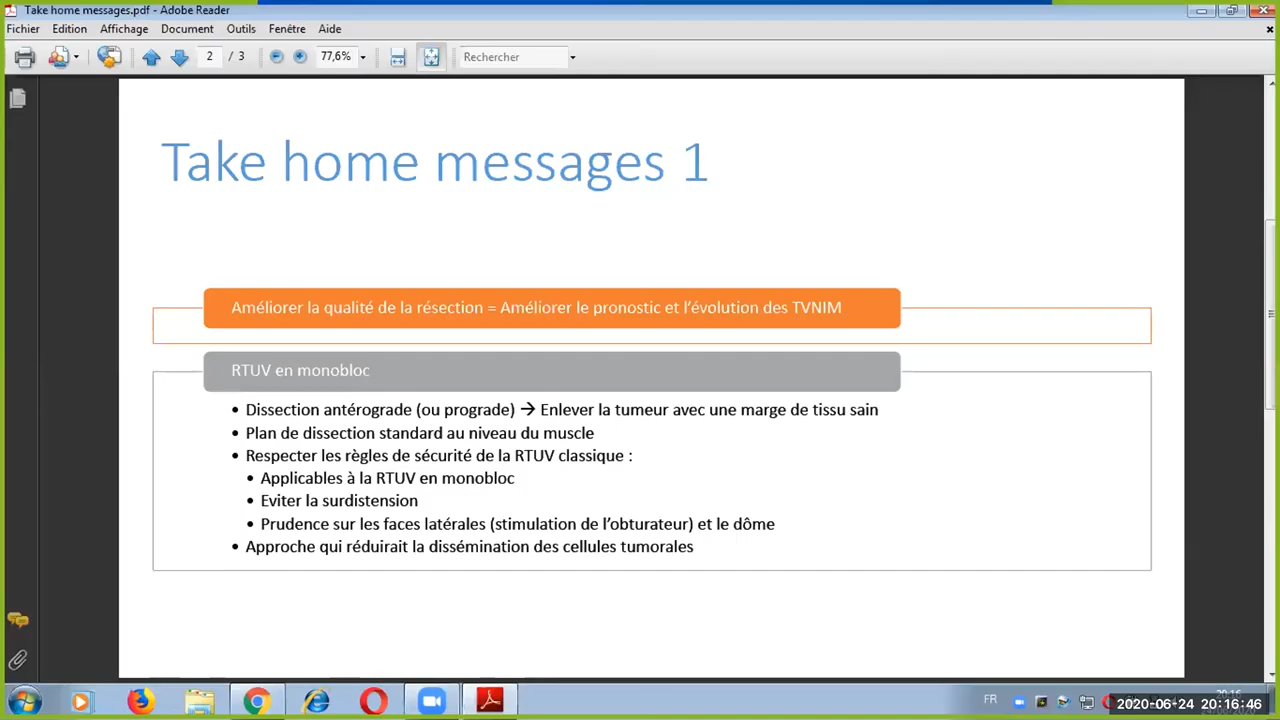 Take home messages.pdf - Adobe Reader
Fichier Edition Affichage Document Outils Fenêtre Aide
2 / 3 77,6% Rechercher
Take home messages 1
Améliorer la qualité de la résection = Améliorer le pronostic et l'évolution des TVNIM
RTUV en monobloc
• Dissection antérograde (ou prograde) → Enlever la tumeur avec une marge de tissu sain
• Plan de dissection standard au niveau du muscle
• Respecter les règles de sécurité de la RTUV classique :
• Applicables à la RTUV en monobloc
• Eviter la surdistension
• Prudence sur les faces latérales (stimulation de l'obturateur) et le dôme
• Approche qui réduirait la dissémination des cellules tumorales
FR
20:16
2020-06-24 20:16:46